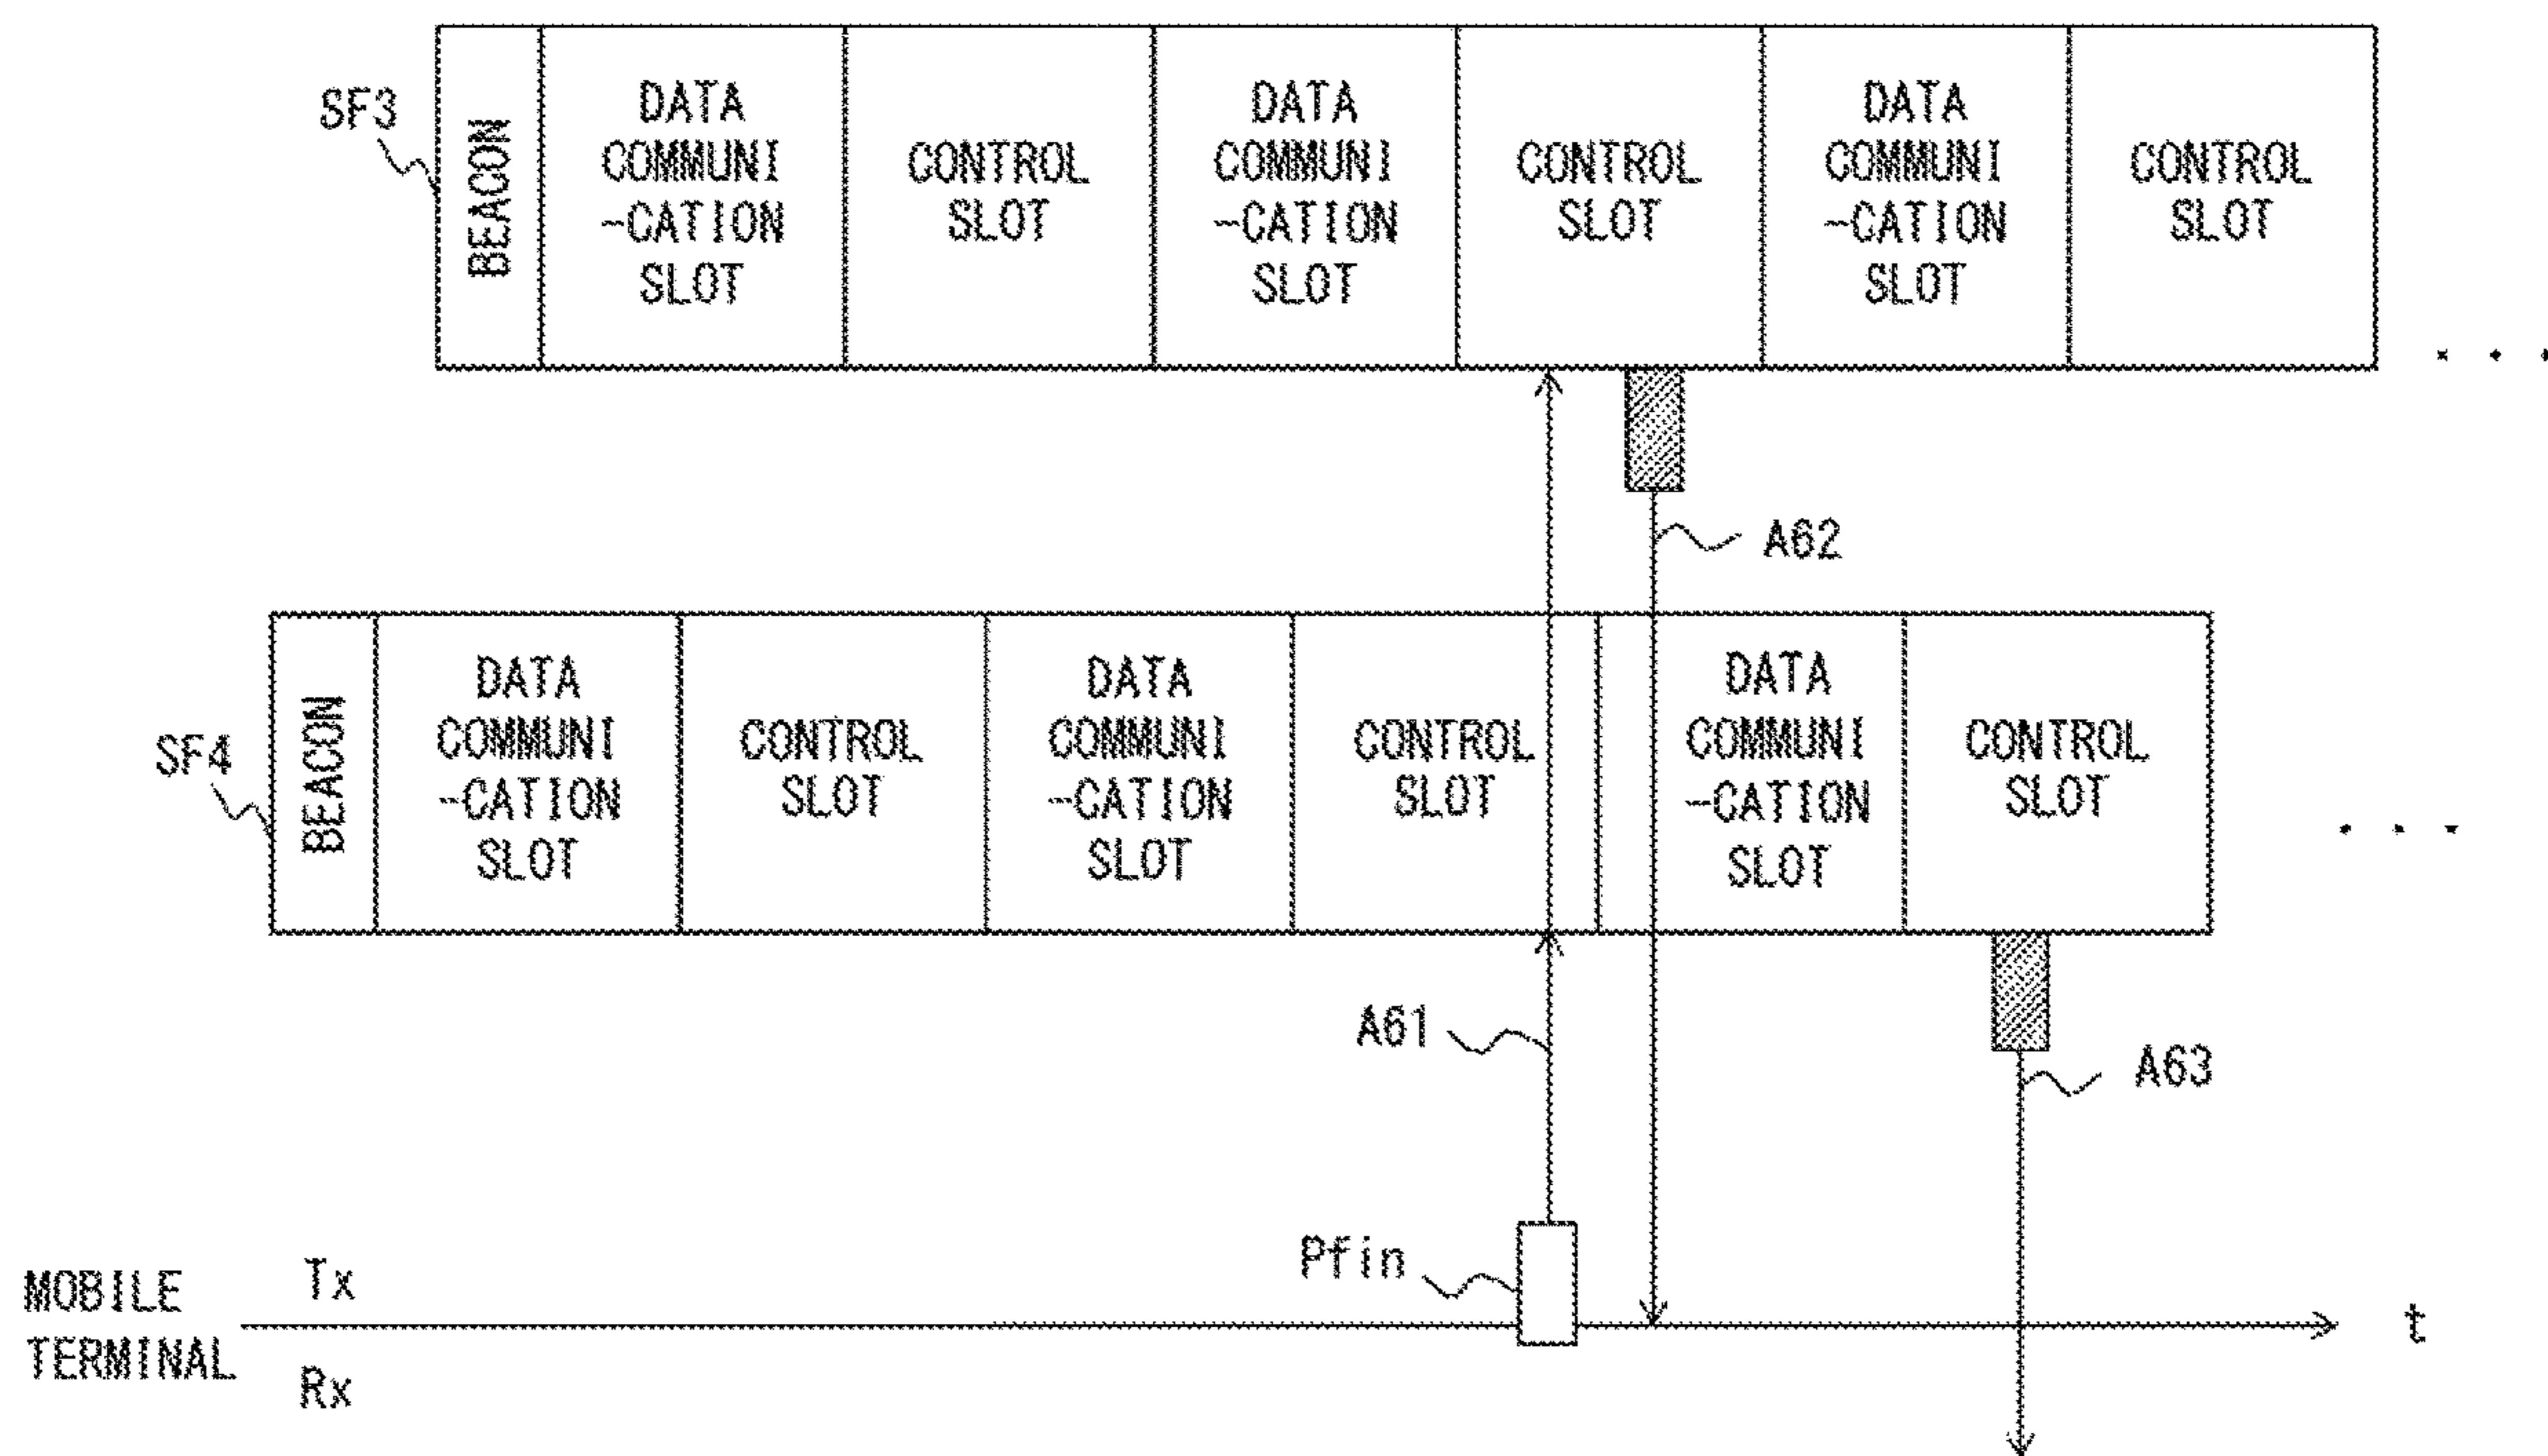 SF3
BEACON
DATA
COMMUNI
-CATION
SLOT
CONTROL
SLOT
DATA
COMMUNI
-CATION
SLOT
CONTROL
SLOT
DATA
COMMUNI
-CATION
SLOT
CONTROL
SLOT
. . .
A62
SF4
BEACON
DATA
COMMUNI
-CATION
SLOT
CONTROL
SLOT
DATA
COMMUNI
-CATION
SLOT
CONTROL
SLOT
DATA
COMMUNI
-CATION
SLOT
CONTROL
SLOT
. . .
A61
A63
Pfin
MOBILE
TERMINAL
Tx
Rx
t